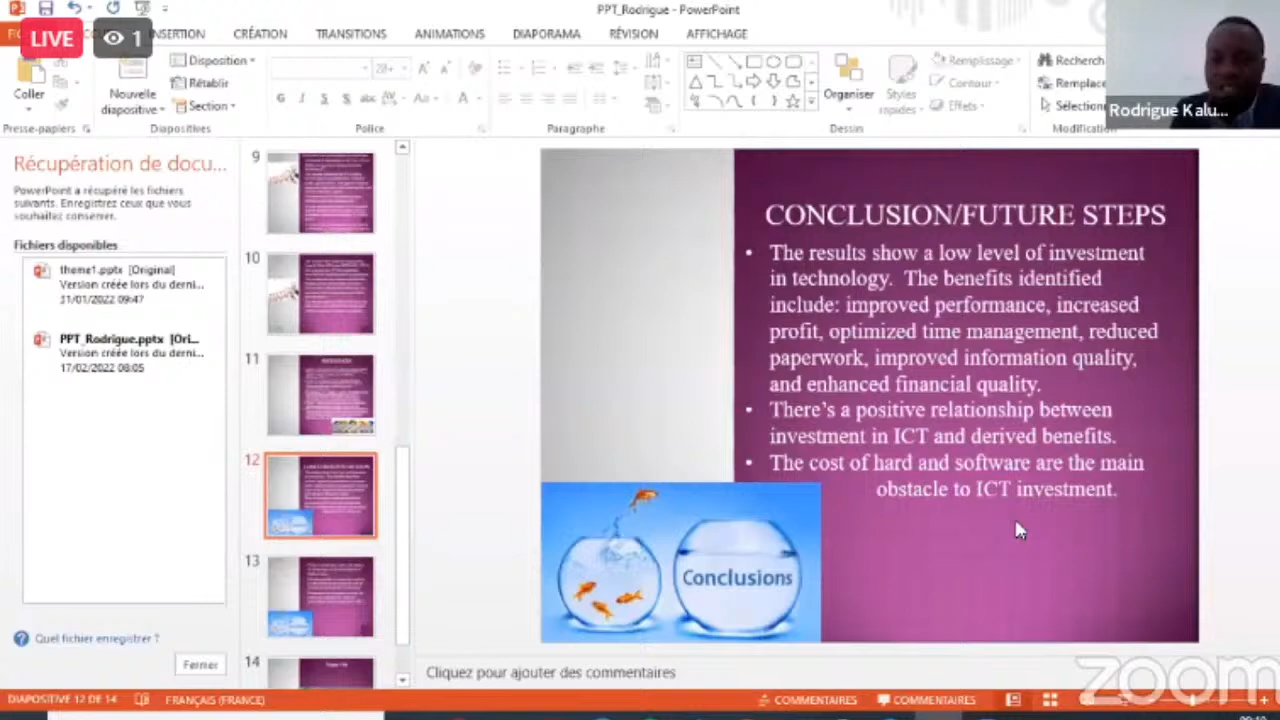 PPT_Rodrigue - PowerPoint
LIVE
1
INSERTION
CRÉATION
TRANSITIONS
ANIMATIONS
DIAPORAMA
RÉVISION
AFFICHAGE
Coller
Presse-papiers
Nouvelle
diapositive
Disposition
Rétablir
Section
Diapositives
28
G I S S abc
Aa
A
Police
Paragraphe
Organiser
Styles
rapides
Remplissage
Contour
Effets
Dessin
Recherch
Remplace
Sélection
Modification
Rodrigue Kalu...
Récupération de docu...
PowerPoint a récupéré les fichiers
suivants. Enregistrez ceux que vous
souhaitez conserver.
Fichiers disponibles
theme1.pptx [Original]
Version créée lors du derni...
31/01/2022 09:47
PPT_Rodrigue.pptx [Ori...
Version créée lors du derni...
17/02/2022 08:05
Quel fichier enregistrer ?
Fermer
9
10
11
12
13
14
CONCLUSION/FUTURE STEPS
• The results show a low level of investment
in technology. The benefits identified
include: improved performance, increased
profit, optimized time management, reduced
paperwork, improved information quality,
and enhanced financial quality.
• There's a positive relationship between
investment in ICT and derived benefits.
• The cost of hard and software are the main
obstacle to ICT investment.
Conclusions
Cliquez pour ajouter des commentaires
zoom
DIAPOSITIVE 12 DE 14
FRANÇAIS (FRANCE)
COMMENTAIRES
COMMENTAIRES